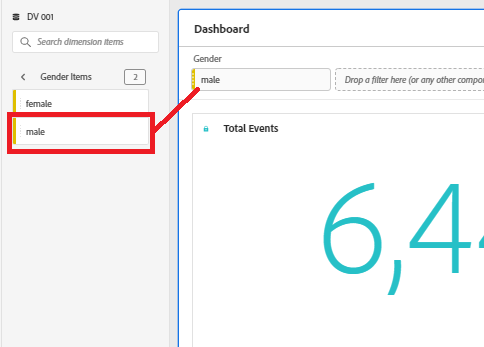 DV 001
Search dimension items
Gender Items
2
female
male
Dashboard
Gender
male
Drop a filter here (or any other compo
Total Events
6,4